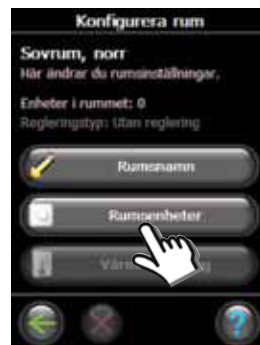 Konfigurera rum
Sovrum, norr
Här ändrar du rumsinställningar.
Enheter i rummet: 0
Regleringstyp: Utan reglering
Rumsnamn
Rumsenheter
?